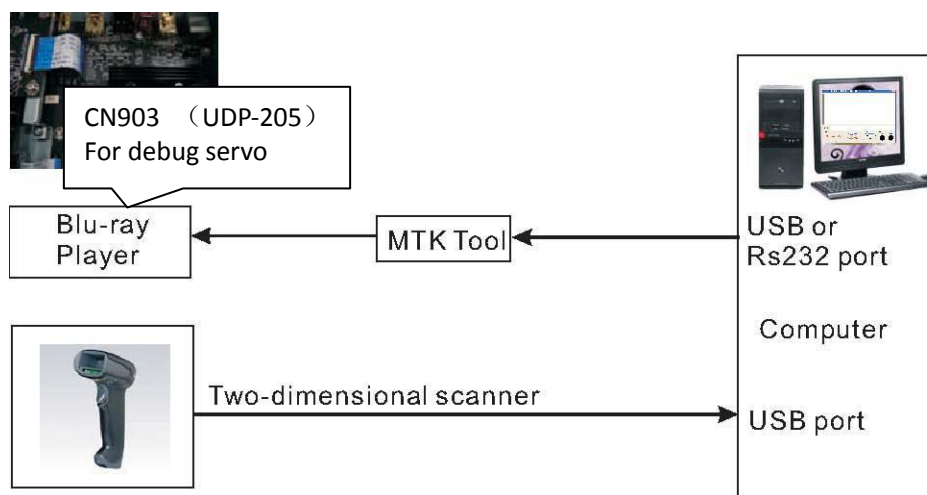 CN903 （UDP-205）
For debug servo
Blu-ray
Player
MTK Tool
USB or
Rs232 port
Computer
Two-dimensional scanner
USB port